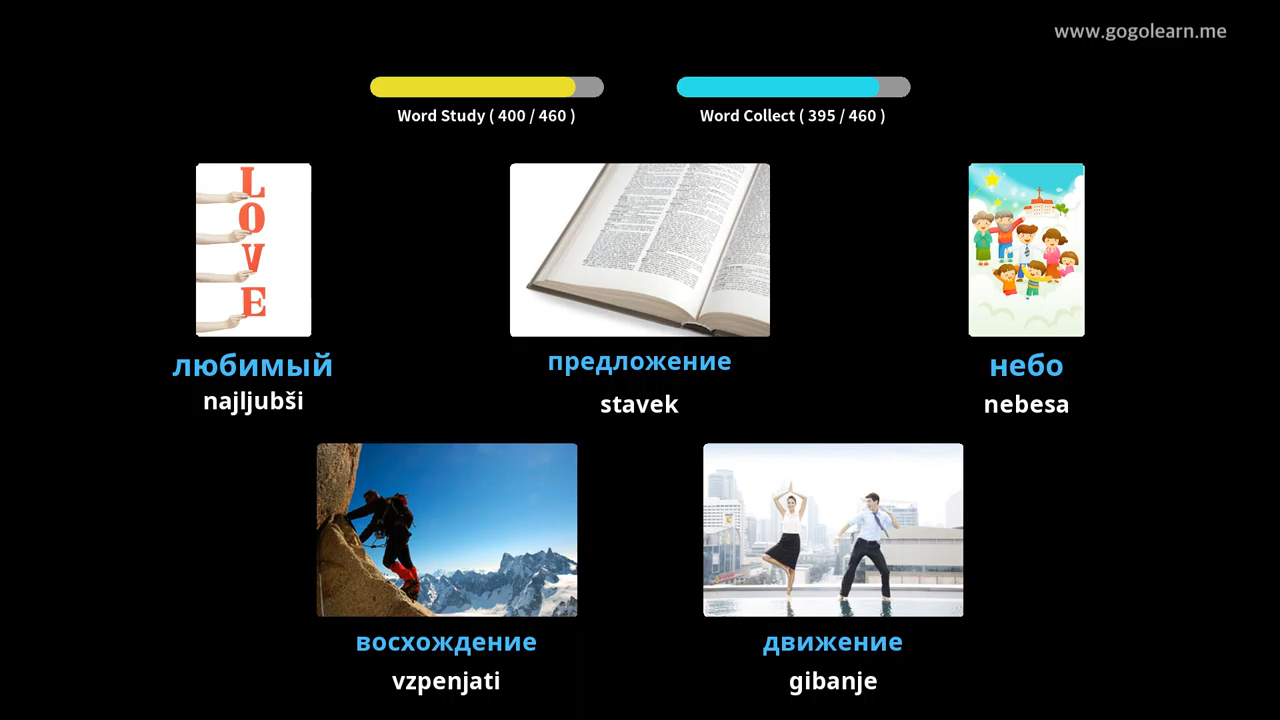 www.gogolearn.me
Word Study ( 400 / 460 )
Word Collect ( 395 / 460 )
L
O
V
E
любимый
najljubši
предложение
stavek
небо
nebesa
восхождение
vzpenjati
движение
gibanje